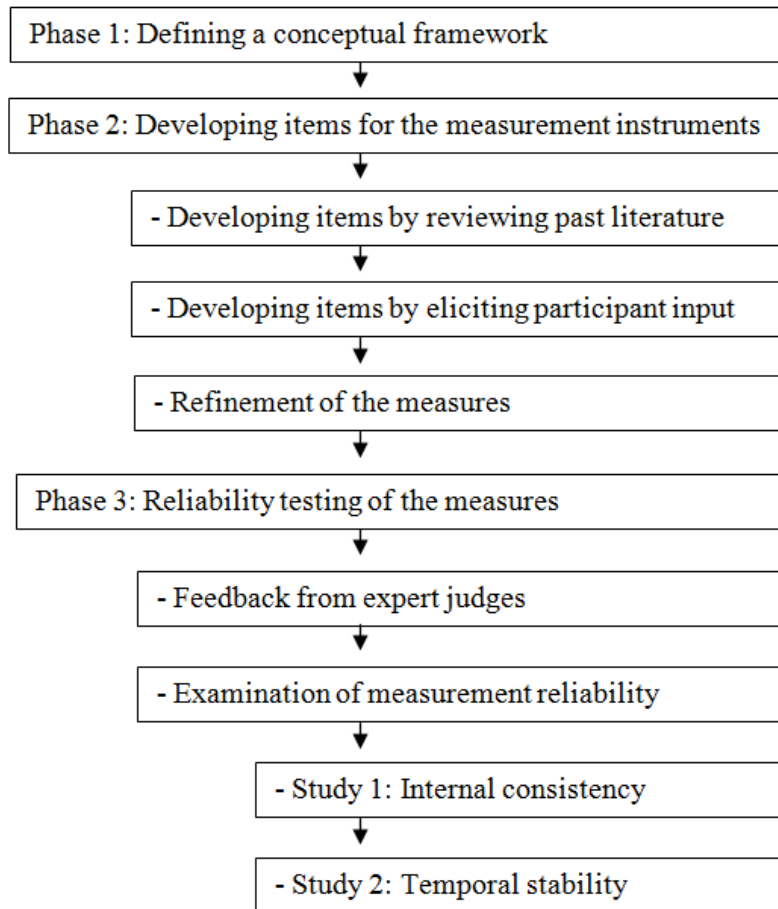 Phase 1: Defining a conceptual framework
Phase 2: Developing items for the measurement instruments
- Developing items by reviewing past literature
- Developing items by eliciting participant input
- Refinement of the measures
Phase 3: Reliability testing of the measures
- Feedback from expert judges
- Examination of measurement reliability
- Study 1: Internal consistency
- Study 2: Temporal stability